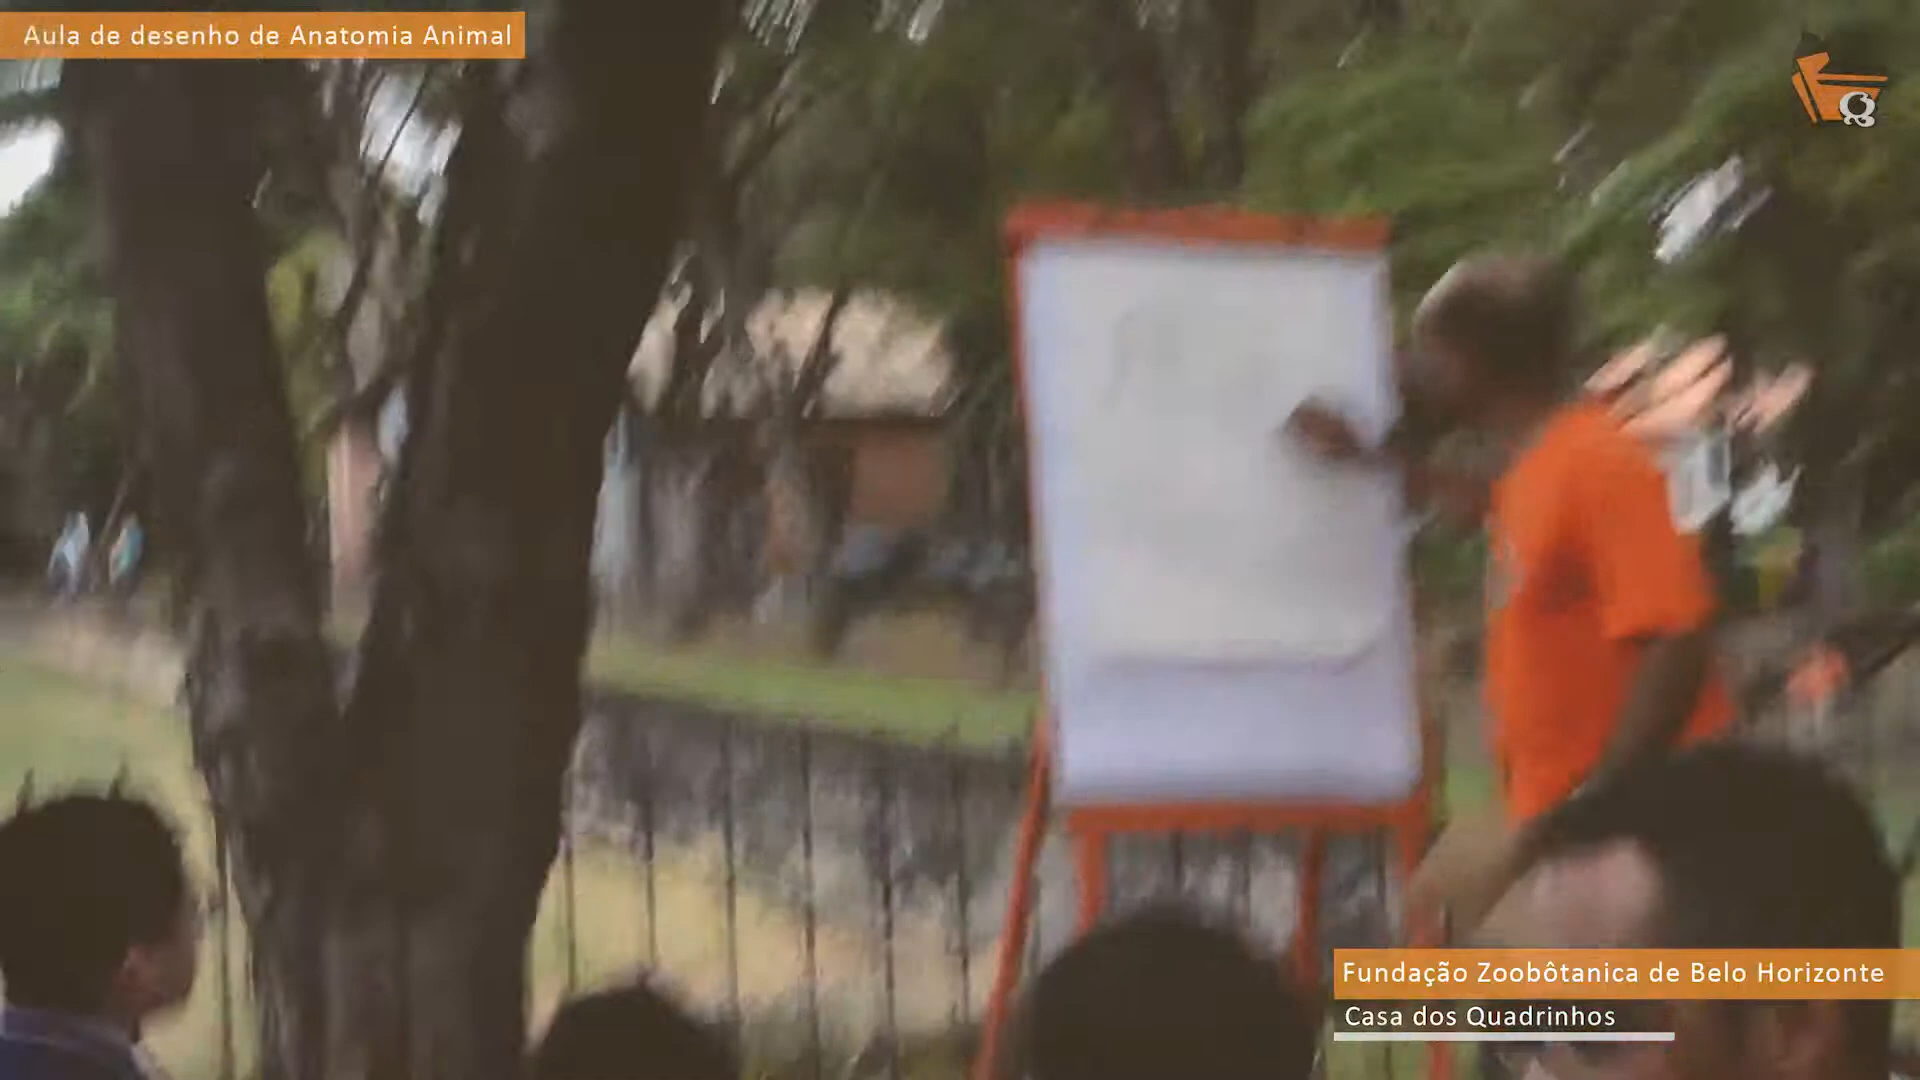 Aula de desenho de Anatomia Animal
Q
Fundação Zoobôtanica de Belo Horizonte
Casa dos Quadrinhos